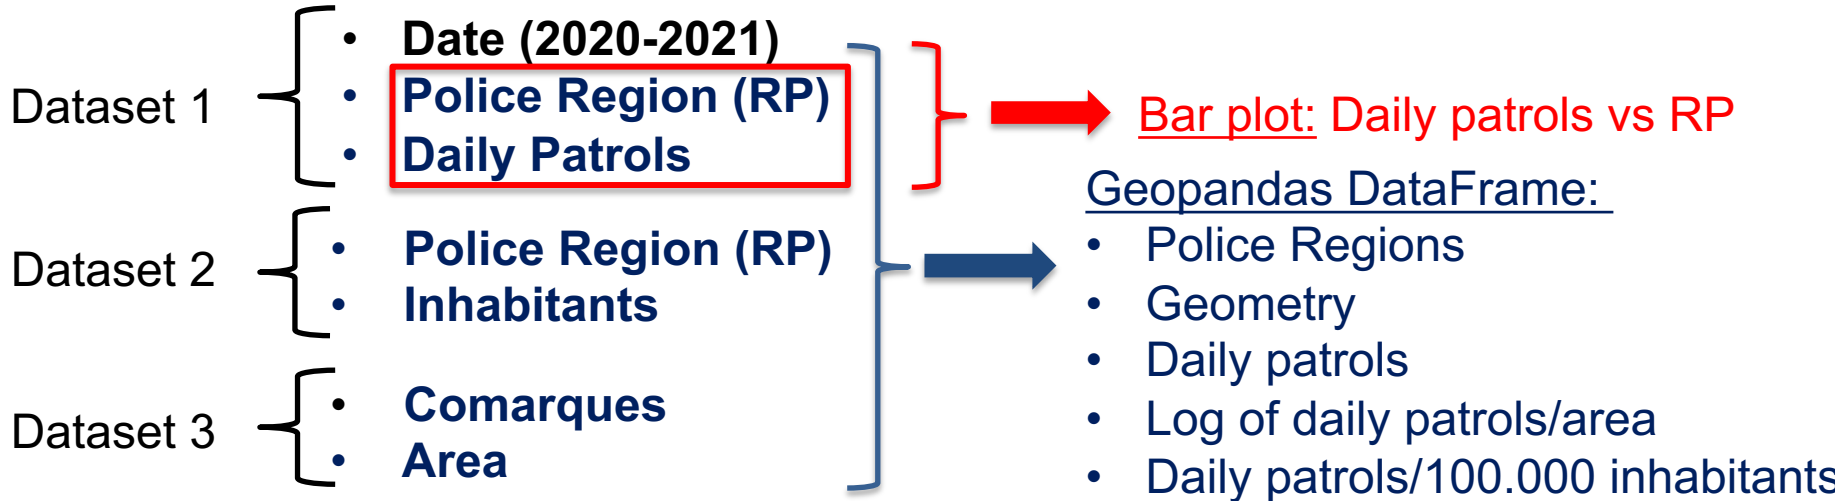 Dataset 1
• Date (2020-2021)
• Police Region (RP)
• Daily Patrols
Bar plot: Daily patrols vs RP
Dataset 2
• Police Region (RP)
• Inhabitants
Dataset 3
• Comarques
• Area
Geopandas DataFrame:
• Police Regions
• Geometry
• Daily patrols
• Log of daily patrols/area
• Daily patrols/100.000 inhabitants